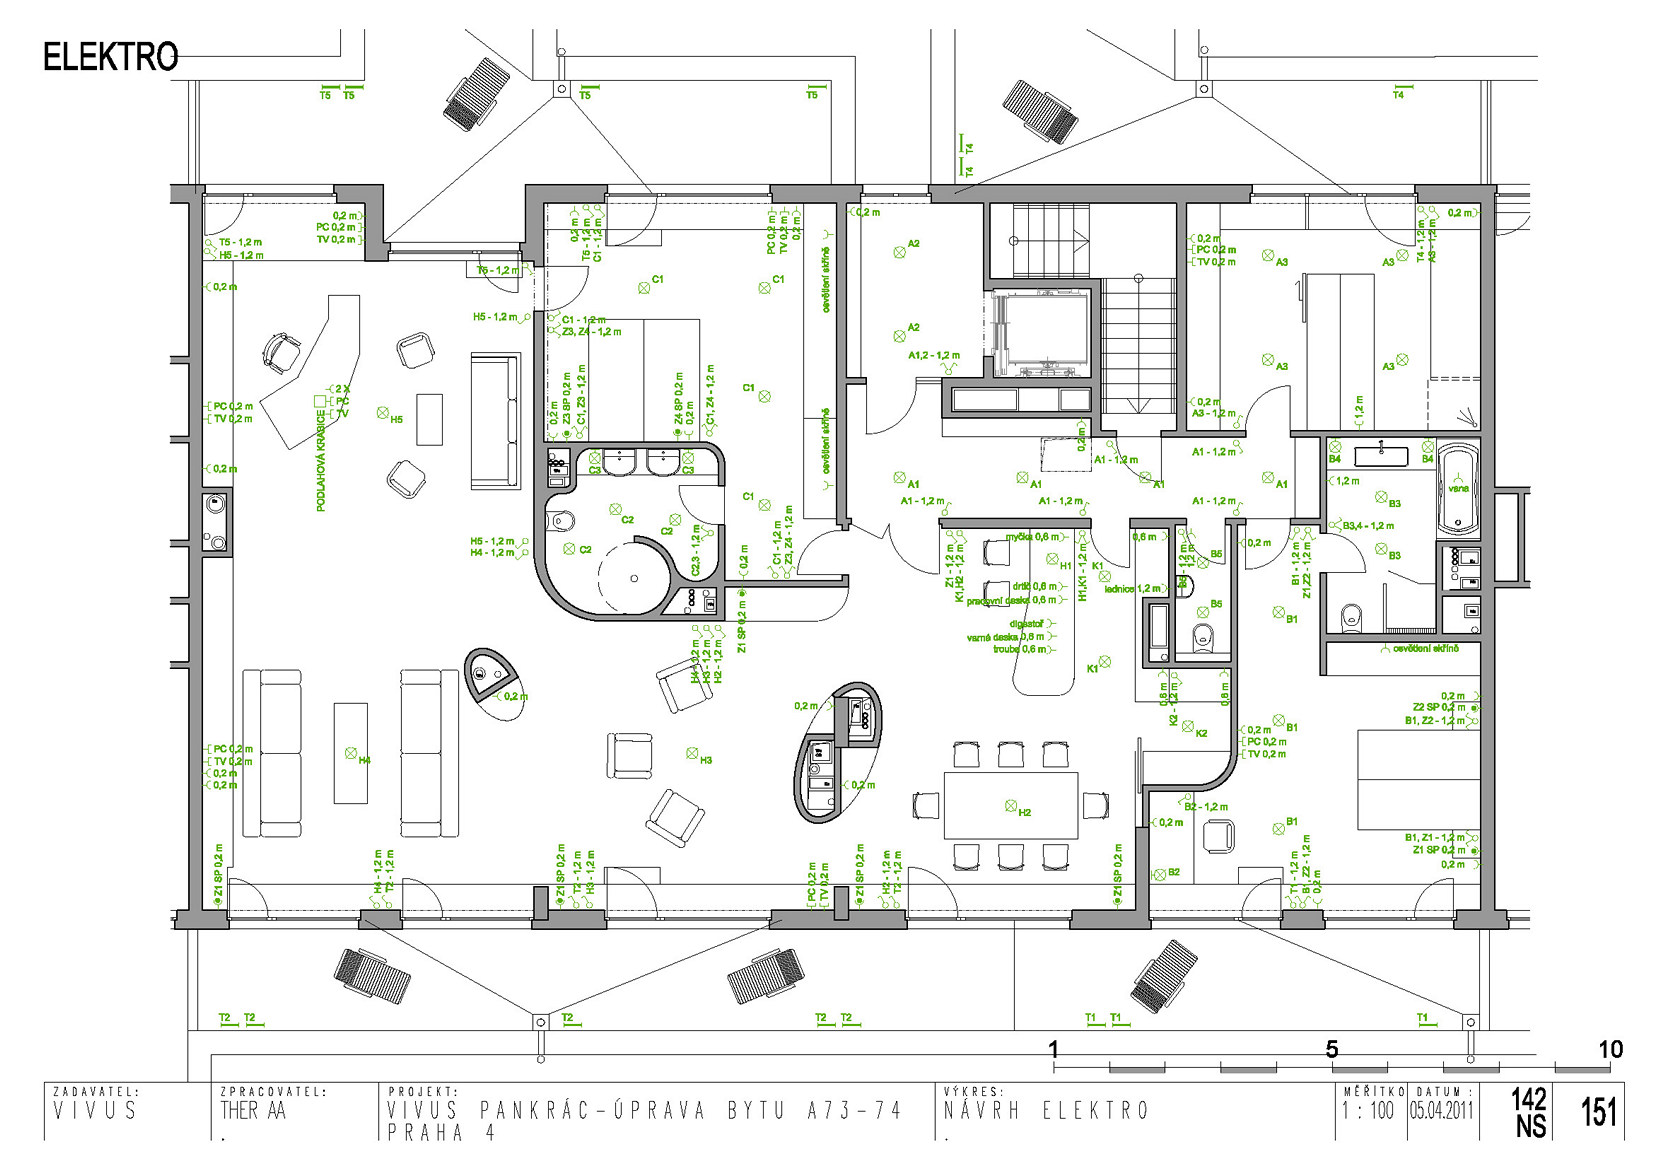 ELEKTRO
T5 T5 T5 T5 T4
T4
T4
0,2 m
PC 0,2 m
TV 0,2 m
T5 - 1,2 m
H5 - 1,2 m
0,2 m
T5 - 1,2 m
H5 - 1,2 m
0,2 m
T5 - 1,2 m
C1 - 1,2 m
PC 0,2 m
TV 0,2 m
0,2 m
osvětlení skříně
C1 C1
C1 - 1,2 m
Z3, Z4 - 1,2 m
0,2 m
Z3 SP 0,2 m
C1, Z3 - 1,2 m
Z4 SP 0,2 m
0,2 m
C1, Z4 - 1,2 m
C1
osvětlení skříně
C1
0,2 m
A2
A2
A1,2 - 1,2 m
0,2 m
PC 0,2 m
TV 0,2 m
A3 A3
T4 - 1,2 m
A3 - 1,2 m
0,2 m
A3 A3
0,2 m
A3 - 1,2 m
1,2 m
2 X
PC
TV
PODLAHOVÁ KRABICE
H5
PC 0,2 m
TV 0,2 m
0,2 m
C3 C3
C2
C2
C2
C2,3 - 1,2 m
H5 - 1,2 m
H4 - 1,2 m
0,2 m
C1 - 1,2 m
Z3, Z4 - 1,2 m
Z1 SP 0,2 m
0,2 m
A1 - 1,2 m
A1 - 1,2 m
A1 A1 A1 A1
A1 - 1,2 m
A1 - 1,2 m
A1 - 1,2 m
B4 B4
1,2 m
vana
B3
B3,4 - 1,2 m
B3
Z1 - 1,2 m
K1,H2 - 1,2 m
myčka 0,6 m
H1
H1,K1 - 1,2 m
K1
dřič 0,6 m
pracovní deska 0,6 m
digestoř
varná deska 0,6 m
trouba 0,6 m
0,6 m
lednice 1,2 m
K1
B5
B5
0,2 m
B1 - 1,2 m
Z1,Z2 - 1,2 m
B1
osvětlení skříně
H4 - 1,2 m
H3 - 1,2 m
H2 - 1,2 m
0,2 m
0,2 m
0,2 m
0,6 m
K2 - 1,2 m
0,6 m
K2
B1
0,2 m
PC 0,2 m
TV 0,2 m
0,2 m
Z2 SP 0,2 m
B1, Z2 - 1,2 m
PC 0,2 m
TV 0,2 m
0,2 m
0,2 m
H4
H3
H2
B2 - 1,2 m
0,2 m
B1
B2
B1, Z1 - 1,2 m
Z1 SP 0,2 m
0,2 m
Z1 SP 0,2 m
H4 - 1,2 m
T2 - 1,2 m
Z1 SP 0,2 m
T2 - 1,2 m
H3 - 1,2 m
PC 0,2 m
TV 0,2 m
Z1 SP 0,2 m
H2 - 1,2 m
T2 - 1,2 m
Z1 SP 0,2 m
T1 - 1,2 m
B1, Z2 - 1,2 m
0,2 m
T2 T2 T2 T2 T2 T1 T1 T1
1 5 10
ZADAVATEL:
VIVUS
ZPRACOVATEL:
THER AA
.
PROJEKT:
VIVUS PANKRÁC-ÚPRAVA BYTU A73-74
PRAHA 4
VÝKRES:
NÁVRH ELEKTRO
.
MĚŘÍTKO
1 : 100
DATUM :
05.04.2011
142
NS
151